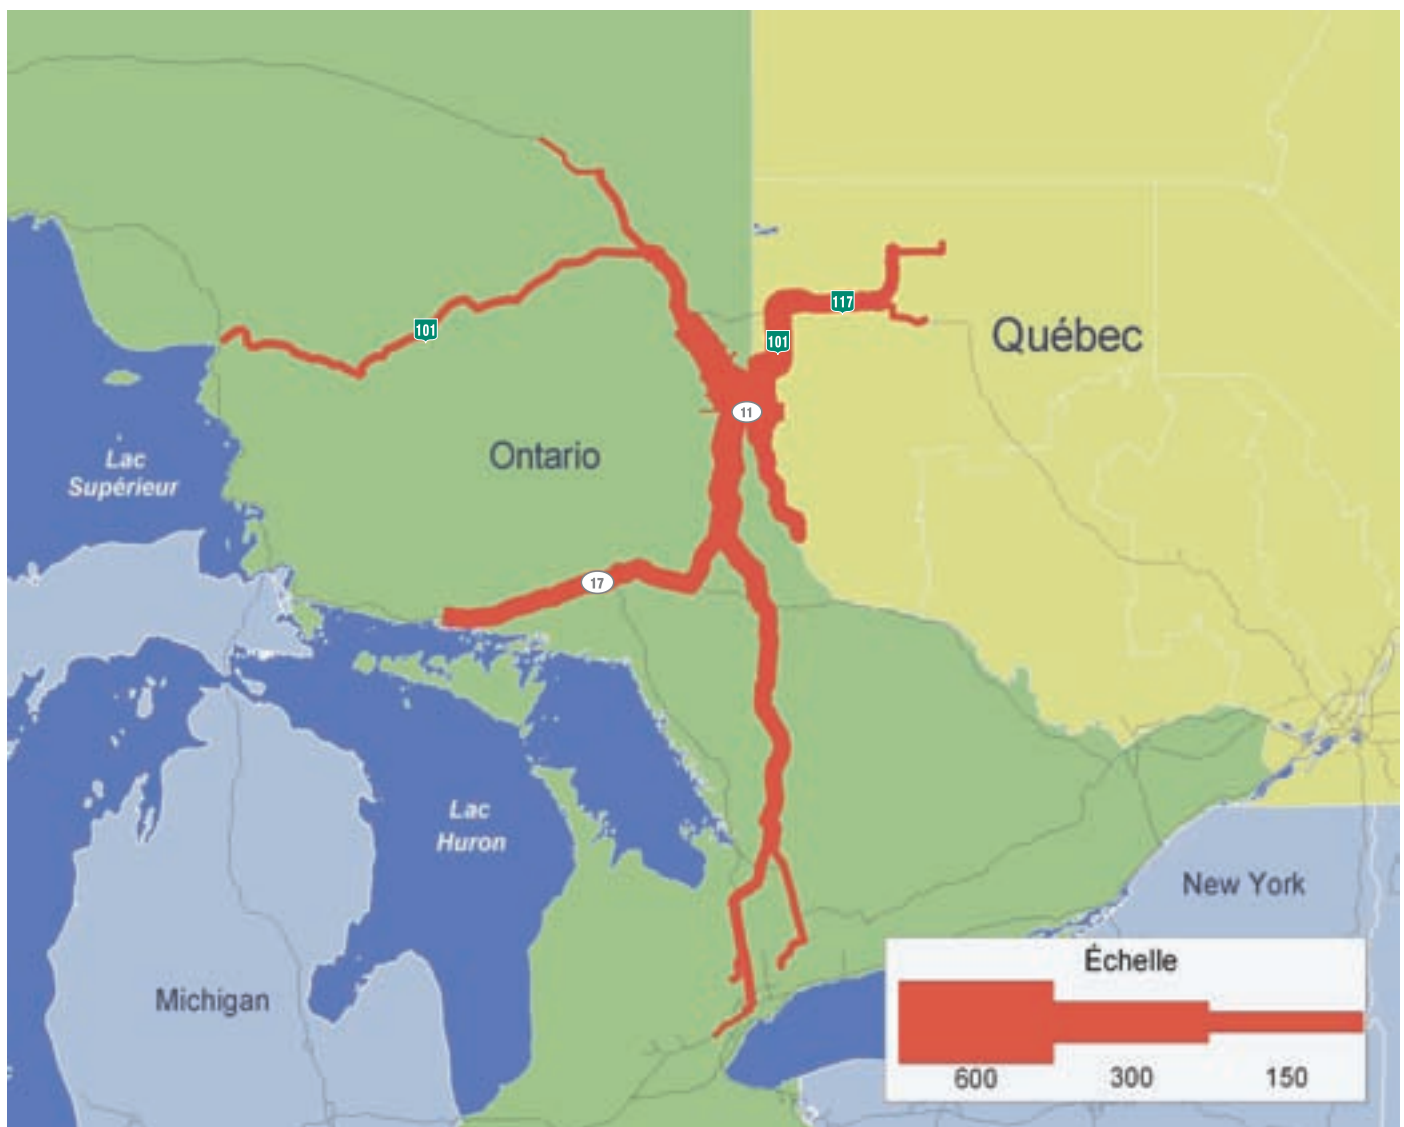 117
Québec
101
101
11
Ontario
Lac
Supérieur
17
Lac
Huron
New York
Michigan
Échelle
600 300 150